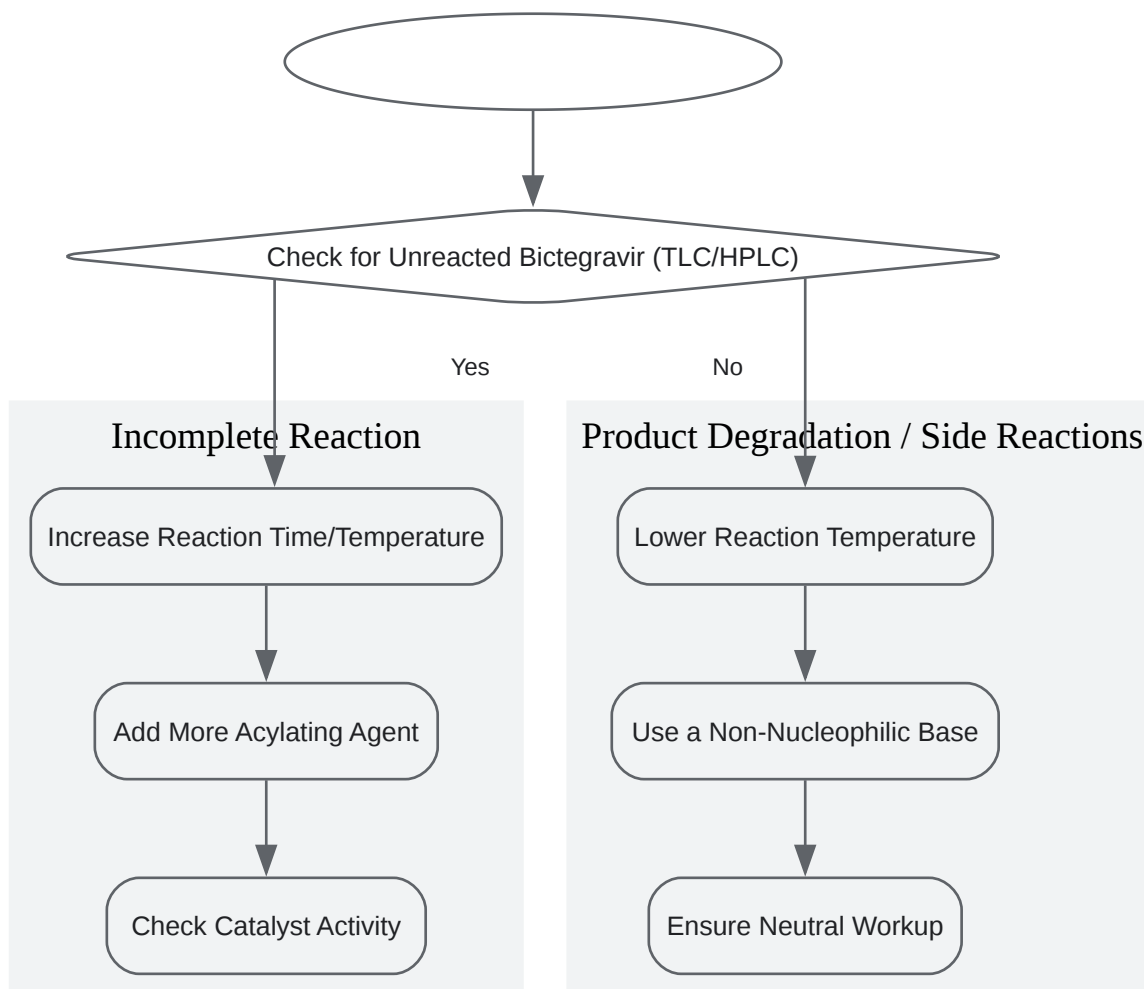 Check for Unreacted Bictegravir (TLC/HPLC)
Yes
No
Incomplete Reaction
Product Degradation / Side Reactions
Increase Reaction Time/Temperature
Lower Reaction Temperature
Add More Acylating Agent
Use a Non-Nucleophilic Base
Check Catalyst Activity
Ensure Neutral Workup